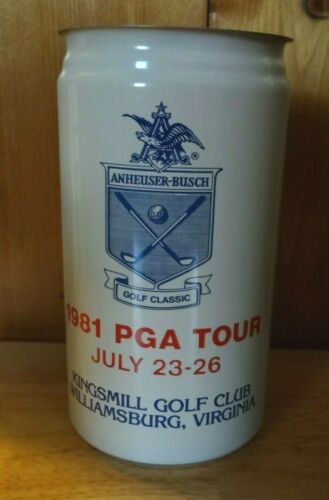 A
ANHEUSER-BUSCH
®
GOLF CLASSIC
1981 PGA TOUR
JULY 23-26
KINGSMILL GOLF CLUB
WILLIAMSBURG, VIRGINIA